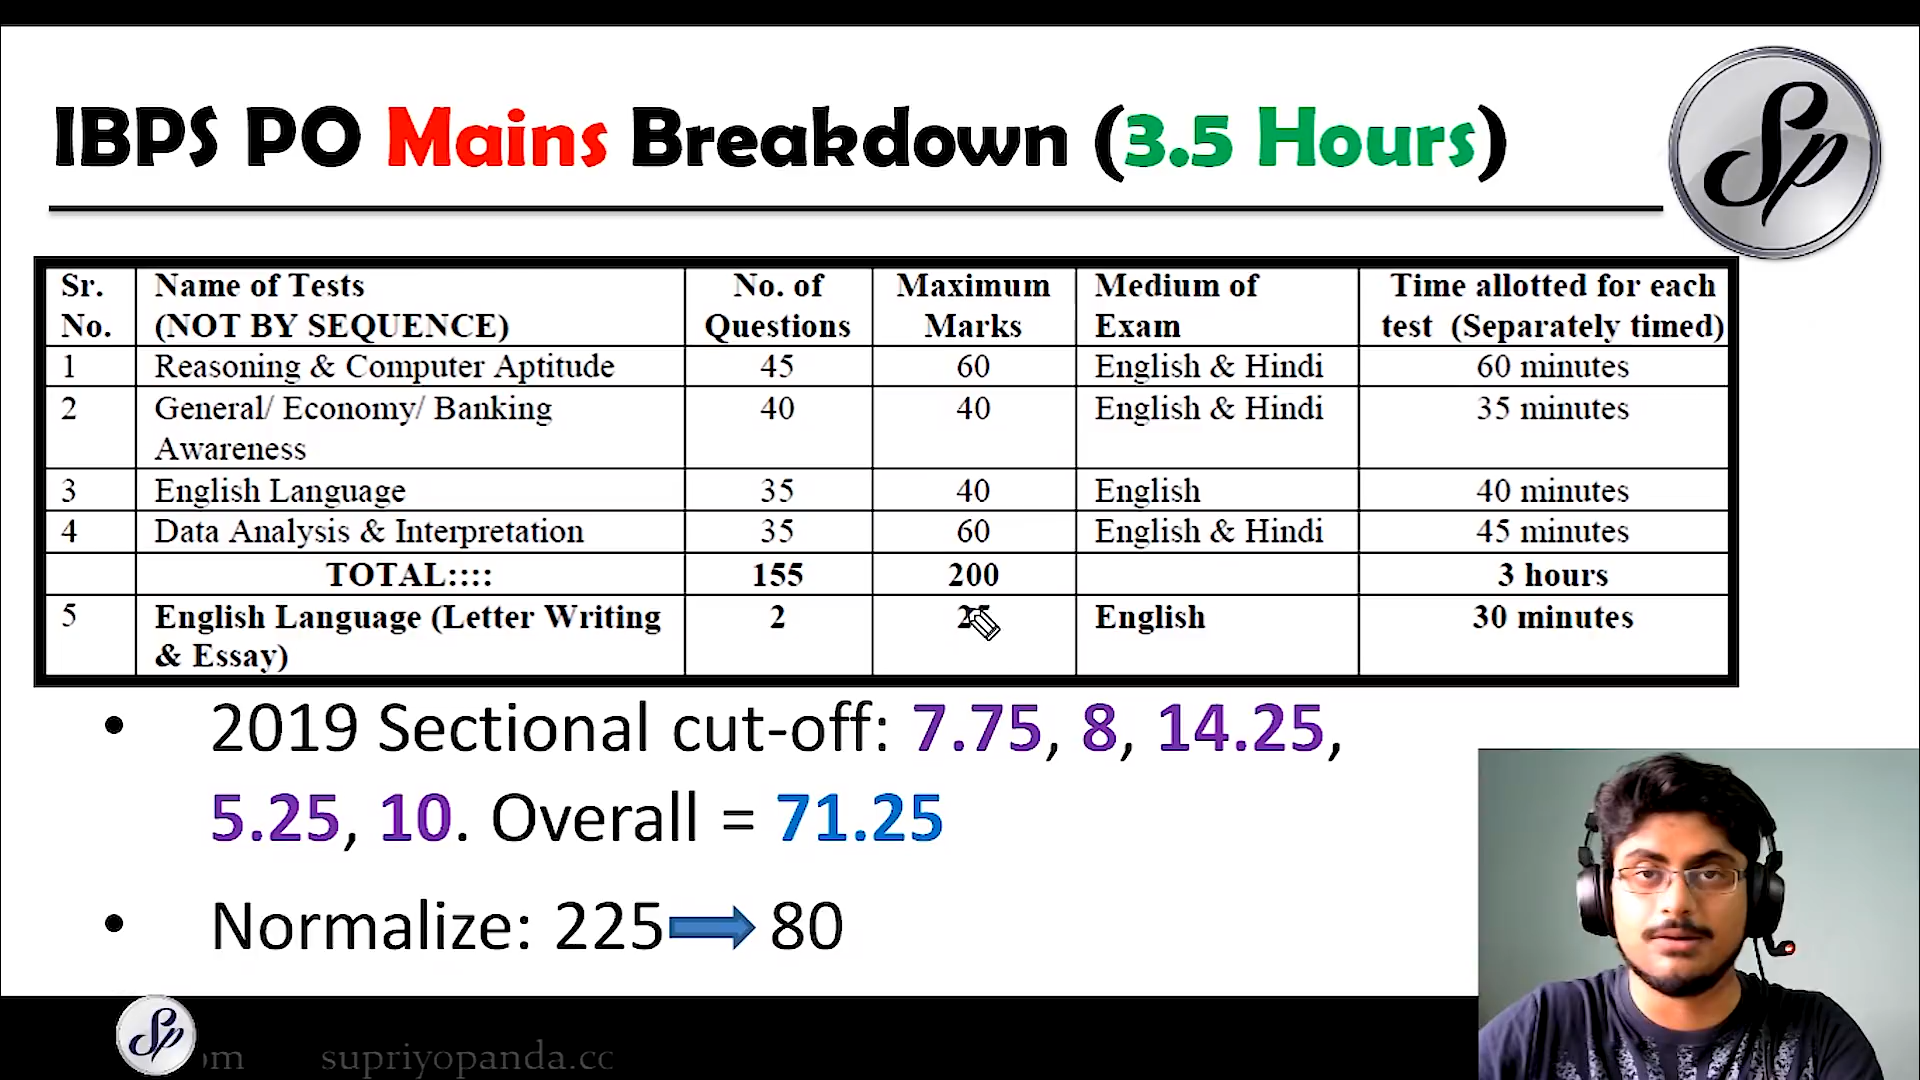 IBPS PO Mains Breakdown (3.5 Hours)
Sp
Sr. No. Name of Tests (NOT BY SEQUENCE) No. of Questions Maximum Marks Medium of Exam Time allotted for each test (Separately timed)
1 Reasoning & Computer Aptitude 45 60 English & Hindi 60 minutes
2 General/ Economy/ Banking Awareness 40 40 English & Hindi 35 minutes
3 English Language 35 40 English 40 minutes
4 Data Analysis & Interpretation 35 60 English & Hindi 45 minutes
TOTAL:::: 155 200 3 hours
5 English Language (Letter Writing & Essay) 2 25 English 30 minutes
• 2019 Sectional cut-off: 7.75, 8, 14.25,
5.25, 10. Overall = 71.25
• Normalize: 225 80
Sp om supriyopanda.cc